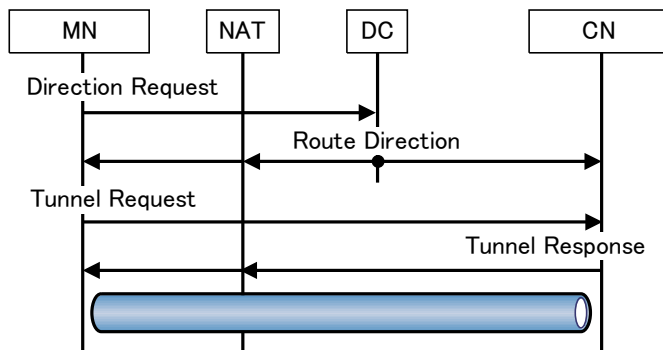 MN NAT DC CN
Direction Request
Route Direction
Tunnel Request
Tunnel Response